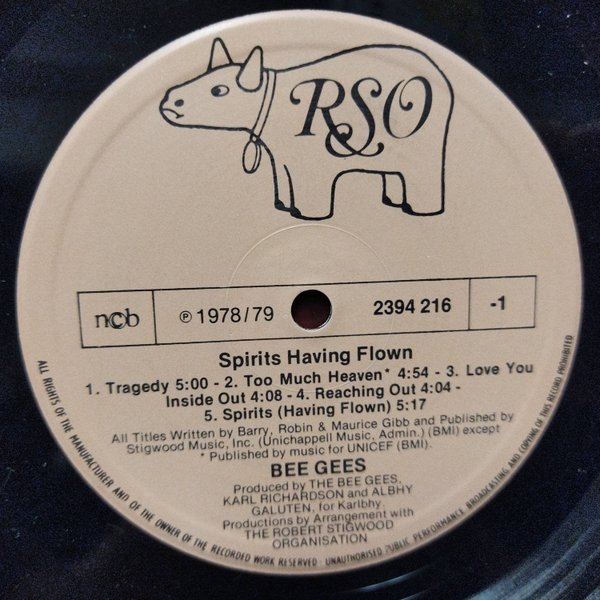 RSO
ncb
℗ 1978/79
2394 216
-1
Spirits Having Flown
1. Tragedy 5:00 - 2. Too Much Heaven* 4:54 - 3. Love You
Inside Out 4:08 - 4. Reaching Out 4:04 -
5. Spirits (Having Flown) 5:17
All Titles Written by Barry, Robin & Maurice Gibb and Published by
Stigwood Music, Inc. (Unichappell Music, Admin.) (BMI) except
* Published by music for UNICEF (BMI).
BEE GEES
Produced by THE BEE GEES,
KARL RICHARDSON and ALBHY
GALUTEN, for Karlbhy.
Productions by Arrangement with
THE ROBERT STIGWOOD
ORGANISATION
ALL RIGHTS OF THE MANUFACTURER AND OF THE OWNER OF THE RECORDED WORK RESERVED UNAUTHORISED PUBLIC PERFORMANCE BROADCASTING AND COPYING OF THIS RECORD PROHIBITED